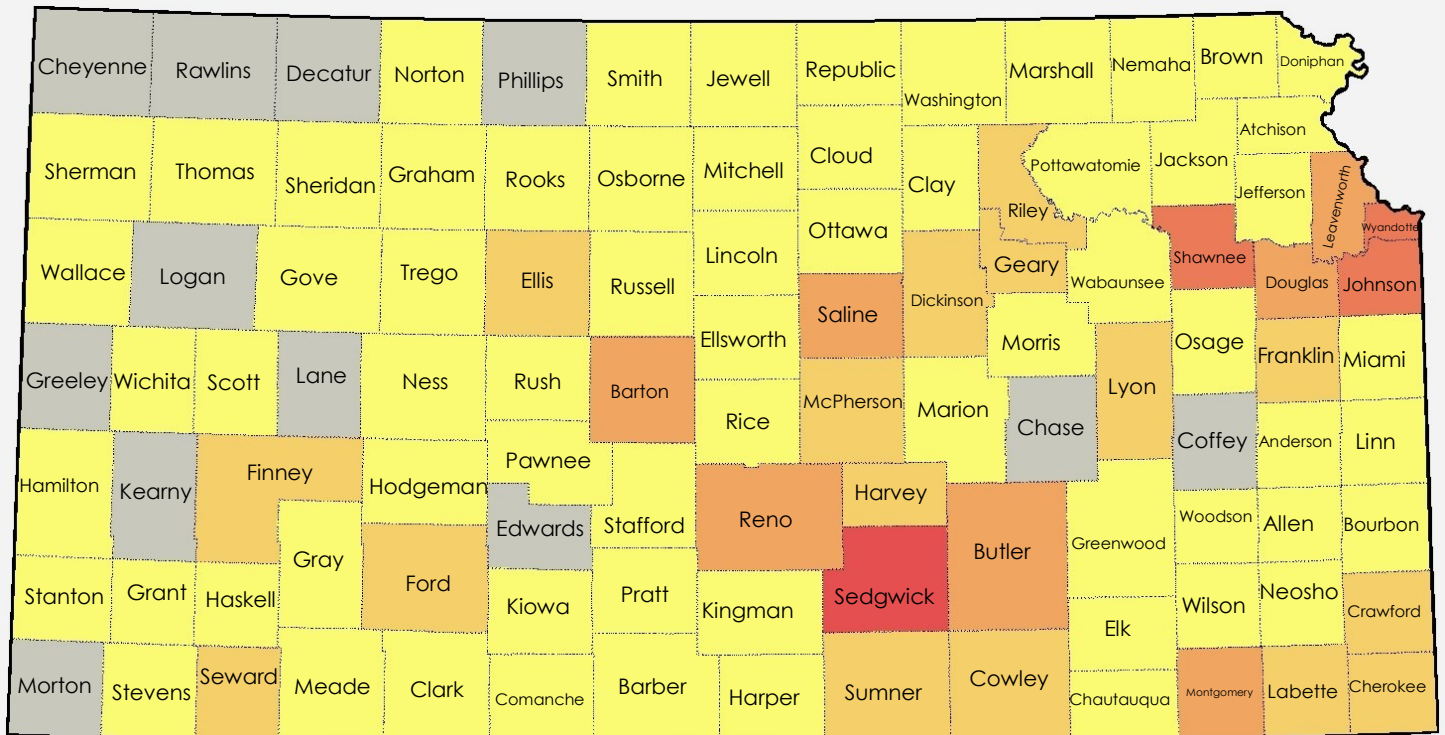 Cheyenne
Rawlins
Decatur
Norton
Phillips
Smith
Jewell
Republic
Washington
Marshall
Nemaha
Brown
Doniphan
Sherman
Thomas
Sheridan
Graham
Rooks
Osborne
Mitchell
Cloud
Clay
Riley
Pottawatomie
Jackson
Atchison
Jefferson
Leavenworth
Wyandotte
Wallace
Logan
Gove
Trego
Ellis
Russell
Lincoln
Ottawa
Saline
Dickinson
Geary
Wabaunsee
Shawnee
Douglas
Johnson
Greeley
Wichita
Scott
Lane
Ness
Rush
Barton
Ellsworth
Rice
McPherson
Marion
Morris
Chase
Lyon
Osage
Franklin
Miami
Coffey
Anderson
Linn
Hamilton
Kearny
Finney
Hodgeman
Pawnee
Edwards
Stafford
Reno
Harvey
Sedgwick
Butler
Greenwood
Woodson
Allen
Bourbon
Stanton
Grant
Haskell
Gray
Ford
Kiowa
Pratt
Kingman
Elk
Wilson
Neosho
Crawford
Morton
Stevens
Seward
Meade
Clark
Comanche
Barber
Harper
Sumner
Cowley
Chautauqua
Montgomery
Labette
Cherokee